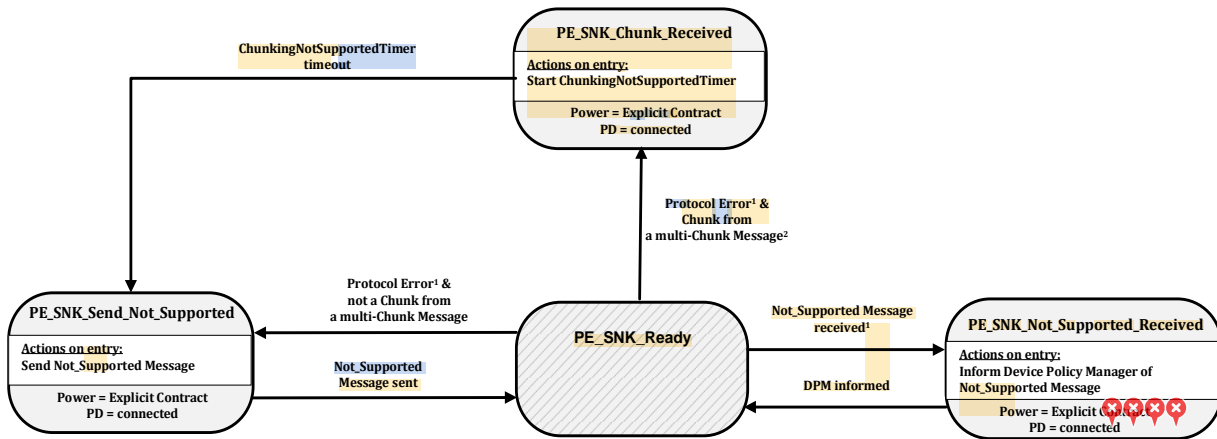 PE_SNK_Chunk_Received
Actions on entry:
Start ChunkingNotSupportedTimer
Power = Explicit Contract
PD = connected
ChunkingNotSupportedTimer
timeout
Protocol Error¹ &
Chunk from
a multi-Chunk Message²
Protocol Error¹ &
not a Chunk from
a multi-Chunk Message
PE_SNK_Send_Not_Supported
Actions on entry:
Send Not_Supported Message
Power = Explicit Contract
PD = connected
Not_Supported
Message sent
PE_SNK_Ready
Not_Supported Message
received¹
DPM informed
PE_SNK_Not_Supported_Received
Actions on entry:
Inform Device Policy Manager of
Not_Supported Message
Power = Explicit Contract
PD = connected